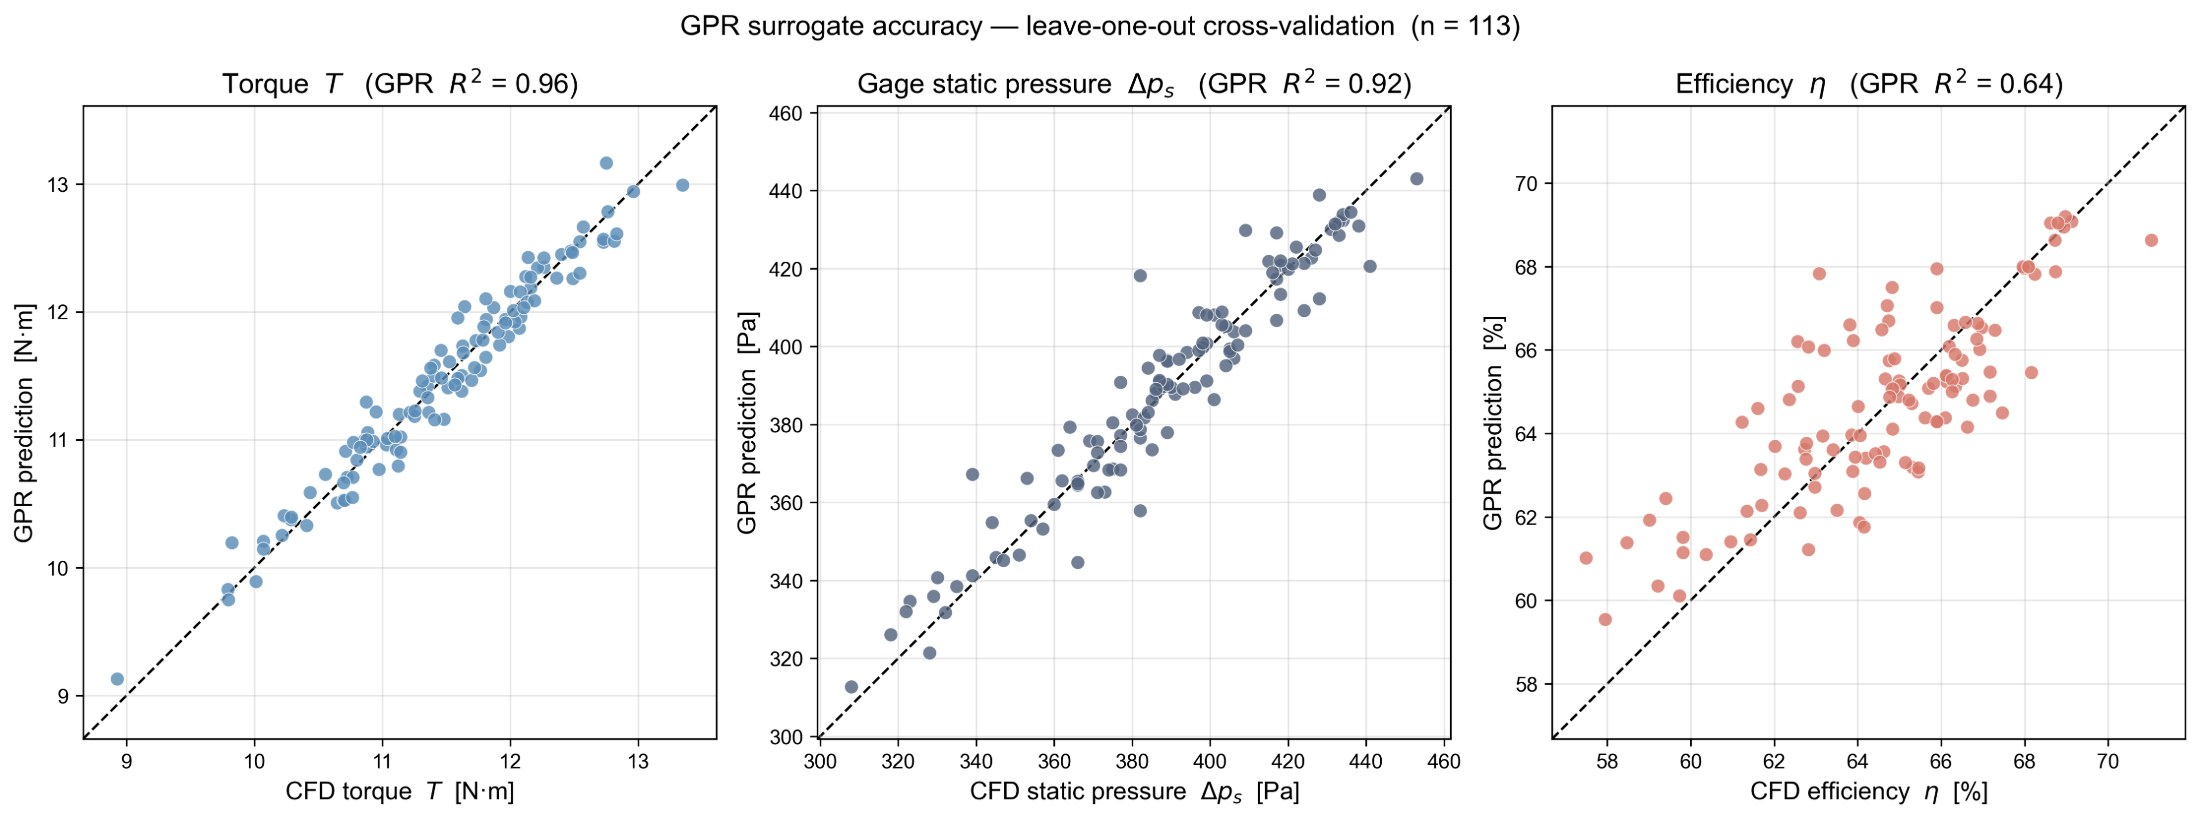 GPR surrogate accuracy — leave-one-out cross-validation (n = 113)
Torque T (GPR R² = 0.96)
GPR prediction [N·m]
13
12
11
10
9
9 10 11 12 13
CFD torque T [N·m]
Gage static pressure Δpₛ (GPR R² = 0.92)
GPR prediction [Pa]
460
440
420
400
380
360
340
320
300
300 320 340 360 380 400 420 440 460
CFD static pressure Δpₛ [Pa]
Efficiency η (GPR R² = 0.64)
GPR prediction [%]
70
68
66
64
62
60
58
58 60 62 64 66 68 70
CFD efficiency η [%]